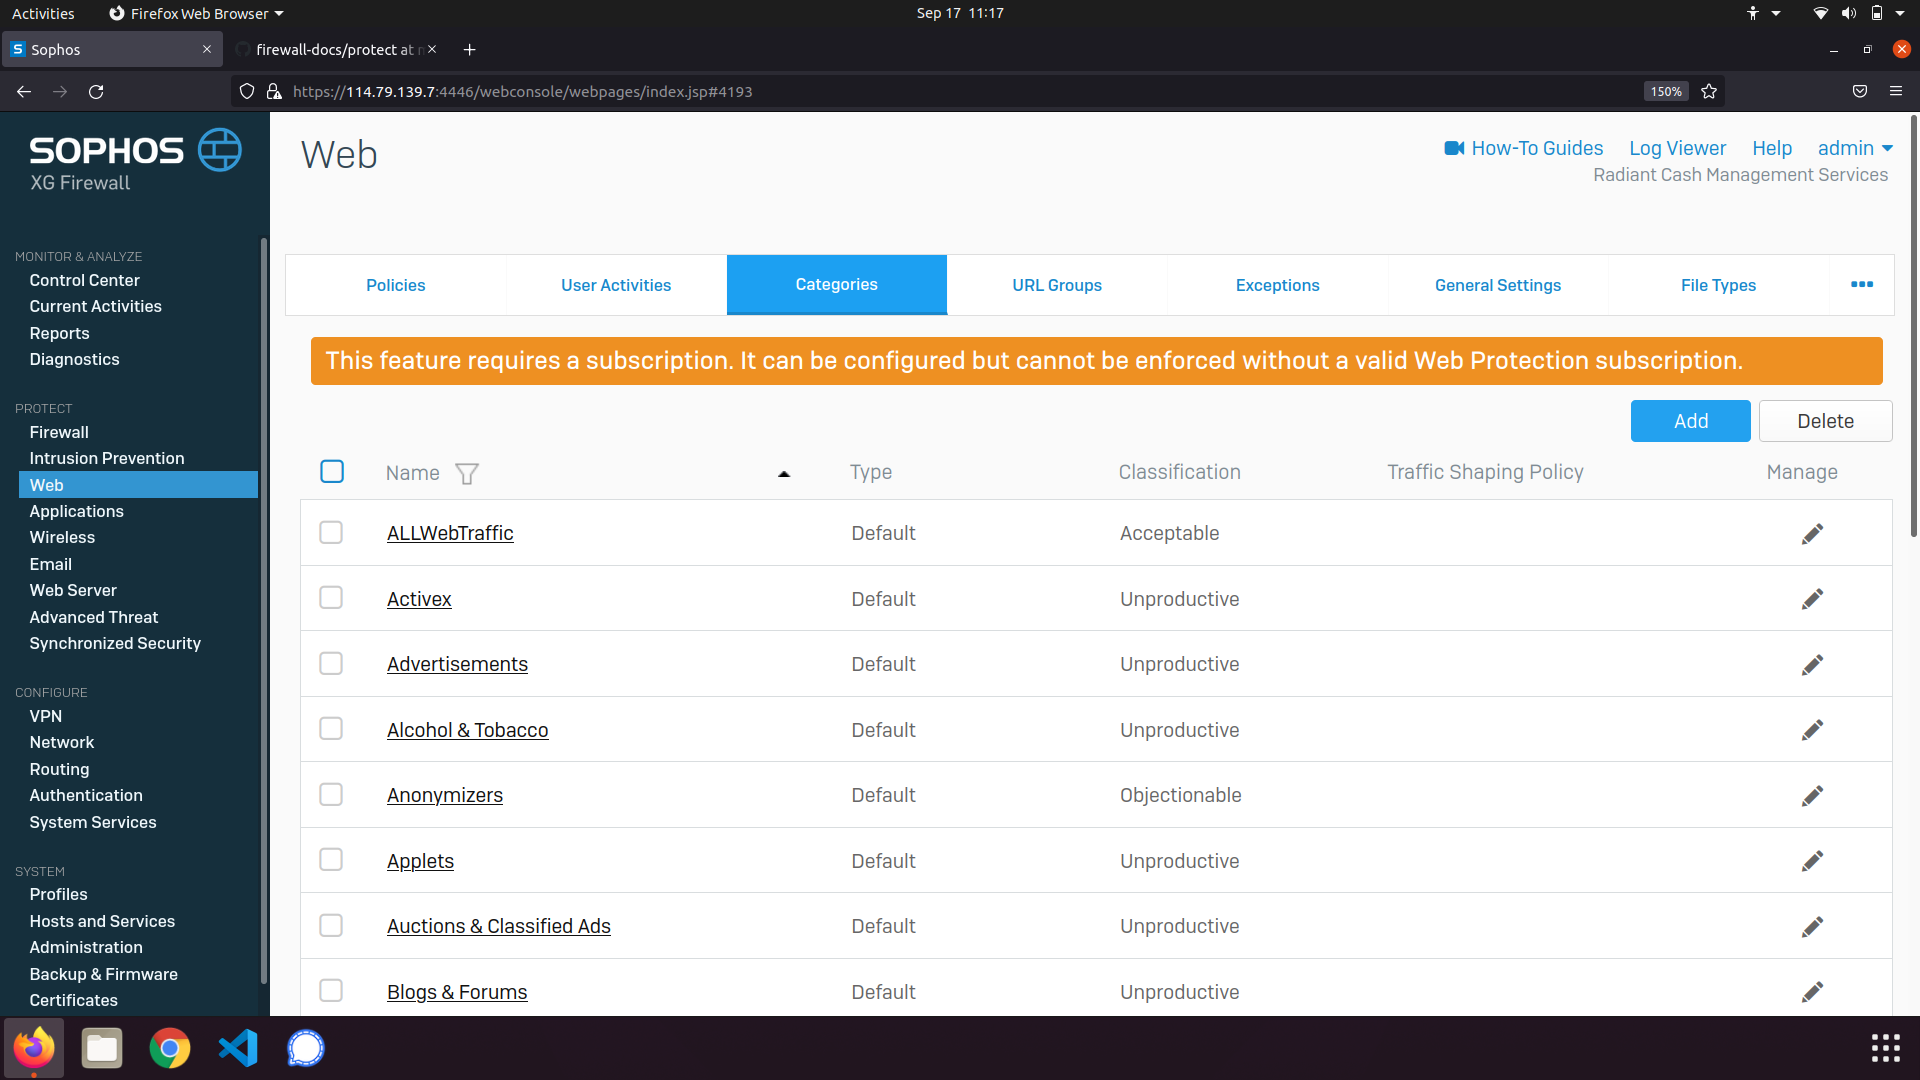 Activities
Firefox Web Browser
Sep 17 11:17
S Sophos
firewall-docs/protect at
https://114.79.139.7:4446/webconsole/webpages/index.jsp#4193
150%
SOPHOS
XG Firewall
Web
How-To Guides
Log Viewer
Help
admin
Radiant Cash Management Services
MONITOR & ANALYZE
Control Center
Current Activities
Reports
Diagnostics
PROTECT
Firewall
Intrusion Prevention
Web
Applications
Wireless
Email
Web Server
Advanced Threat
Synchronized Security
CONFIGURE
VPN
Network
Routing
Authentication
System Services
SYSTEM
Profiles
Hosts and Services
Administration
Backup & Firmware
Certificates
Policies
User Activities
Categories
URL Groups
Exceptions
General Settings
File Types
This feature requires a subscription. It can be configured but cannot be enforced without a valid Web Protection subscription.
Add
Delete
Name Type Classification Traffic Shaping Policy Manage
ALLWebTraffic Default Acceptable
Activex Default Unproductive
Advertisements Default Unproductive
Alcohol & Tobacco Default Unproductive
Anonymizers Default Objectionable
Applets Default Unproductive
Auctions & Classified Ads Default Unproductive
Blogs & Forums Default Unproductive